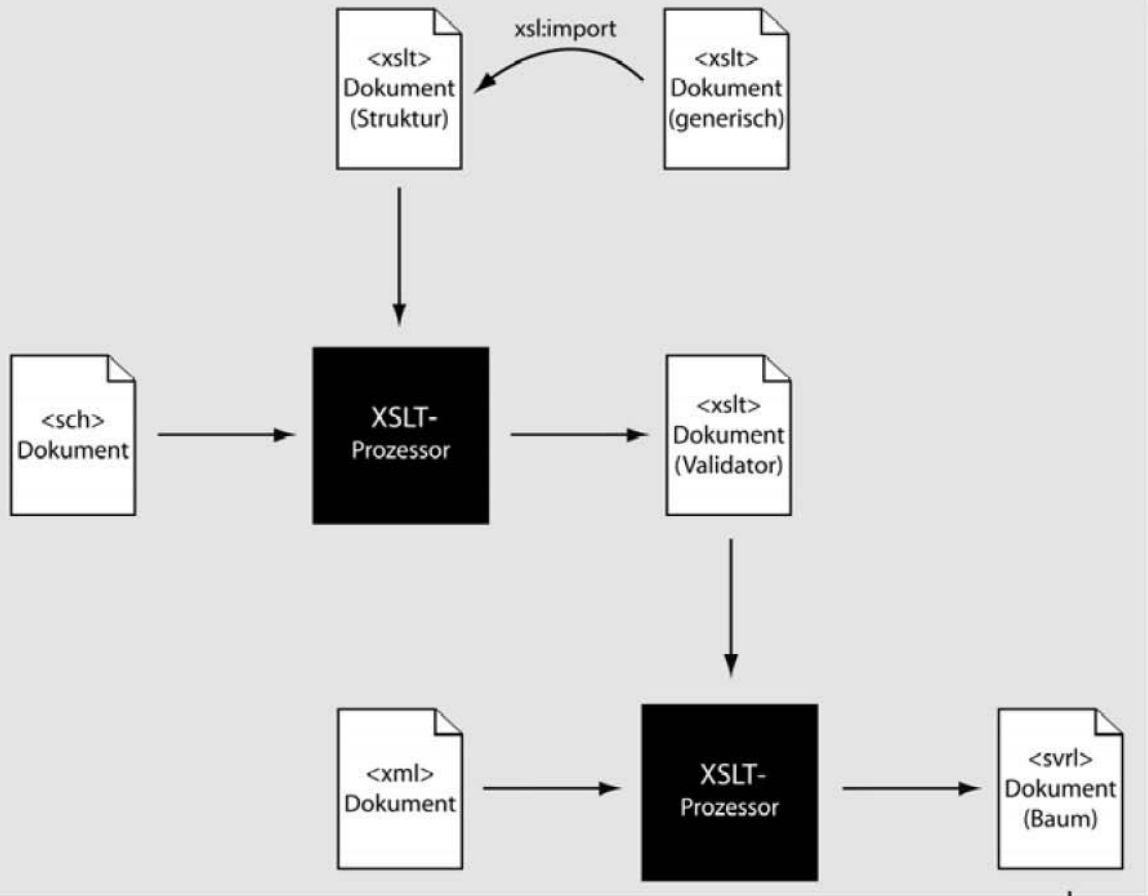 xsl:import
<xslt>
Dokument
(Struktur)
<xslt>
Dokument
(generisch)
<sch>
Dokument
XSLT-
Prozessor
<xslt>
Dokument
(Validator)
<xml>
Dokument
XSLT-
Prozessor
<svrl>
Dokument
(Baum)